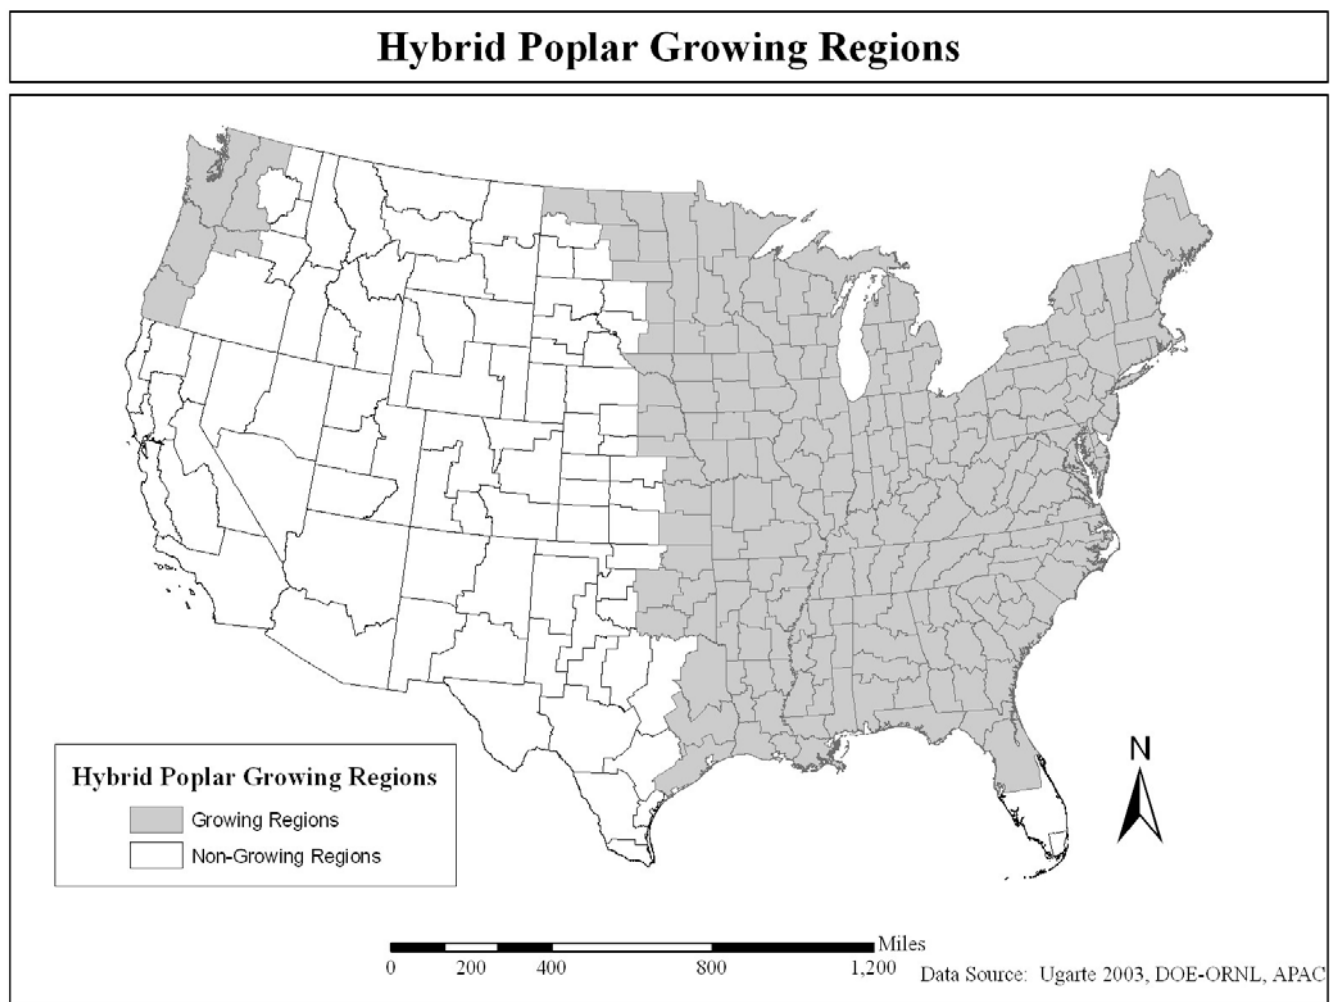 Hybrid Poplar Growing Regions
Hybrid Poplar Growing Regions
Growing Regions
Non-Growing Regions
N
Miles
0 200 400 800 1,200
Data Source: Ugarte 2003, DOE-ORNL, APAC